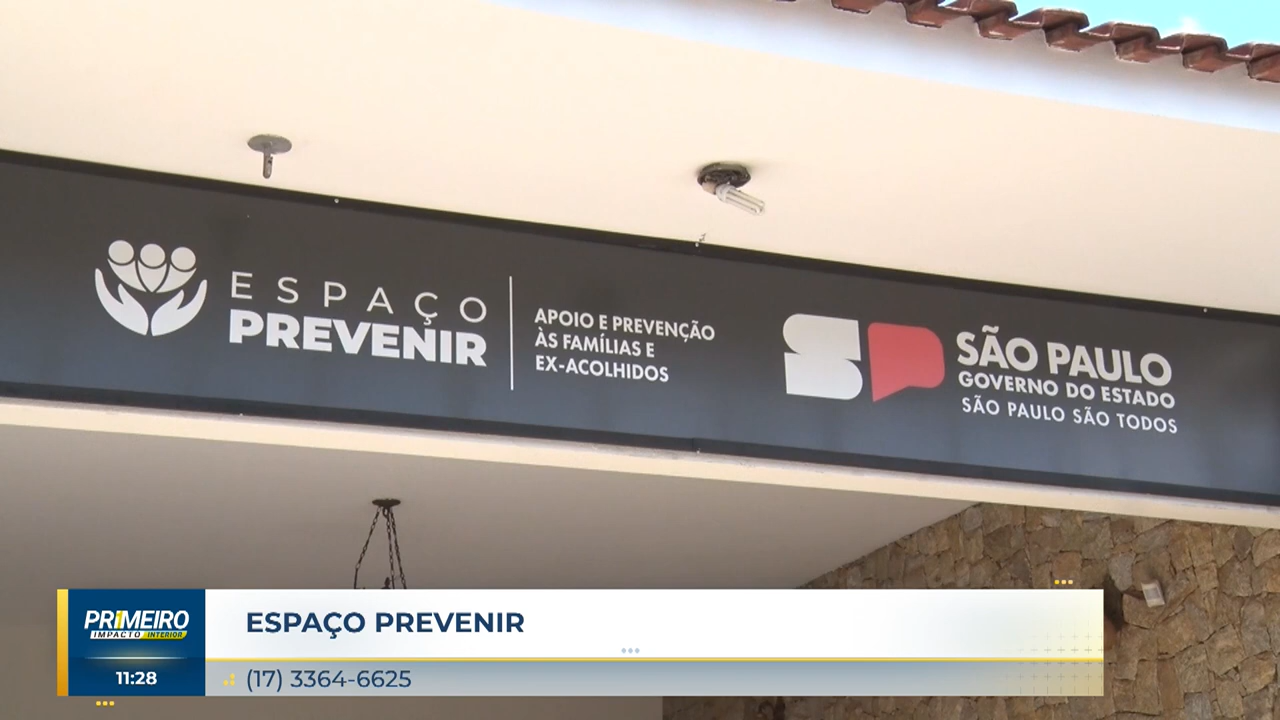 ESPAÇO
PREVENIR
APOIO E PREVENÇÃO
ÀS FAMÍLIAS E
EX-ACOLHIDOS
SP
SÃO PAULO
GOVERNO DO ESTADO
SÃO PAULO SÃO TODOS
PRIMEIRO
IMPACTO INTERIOR
11:28
ESPAÇO PREVENIR
(17) 3364-6625